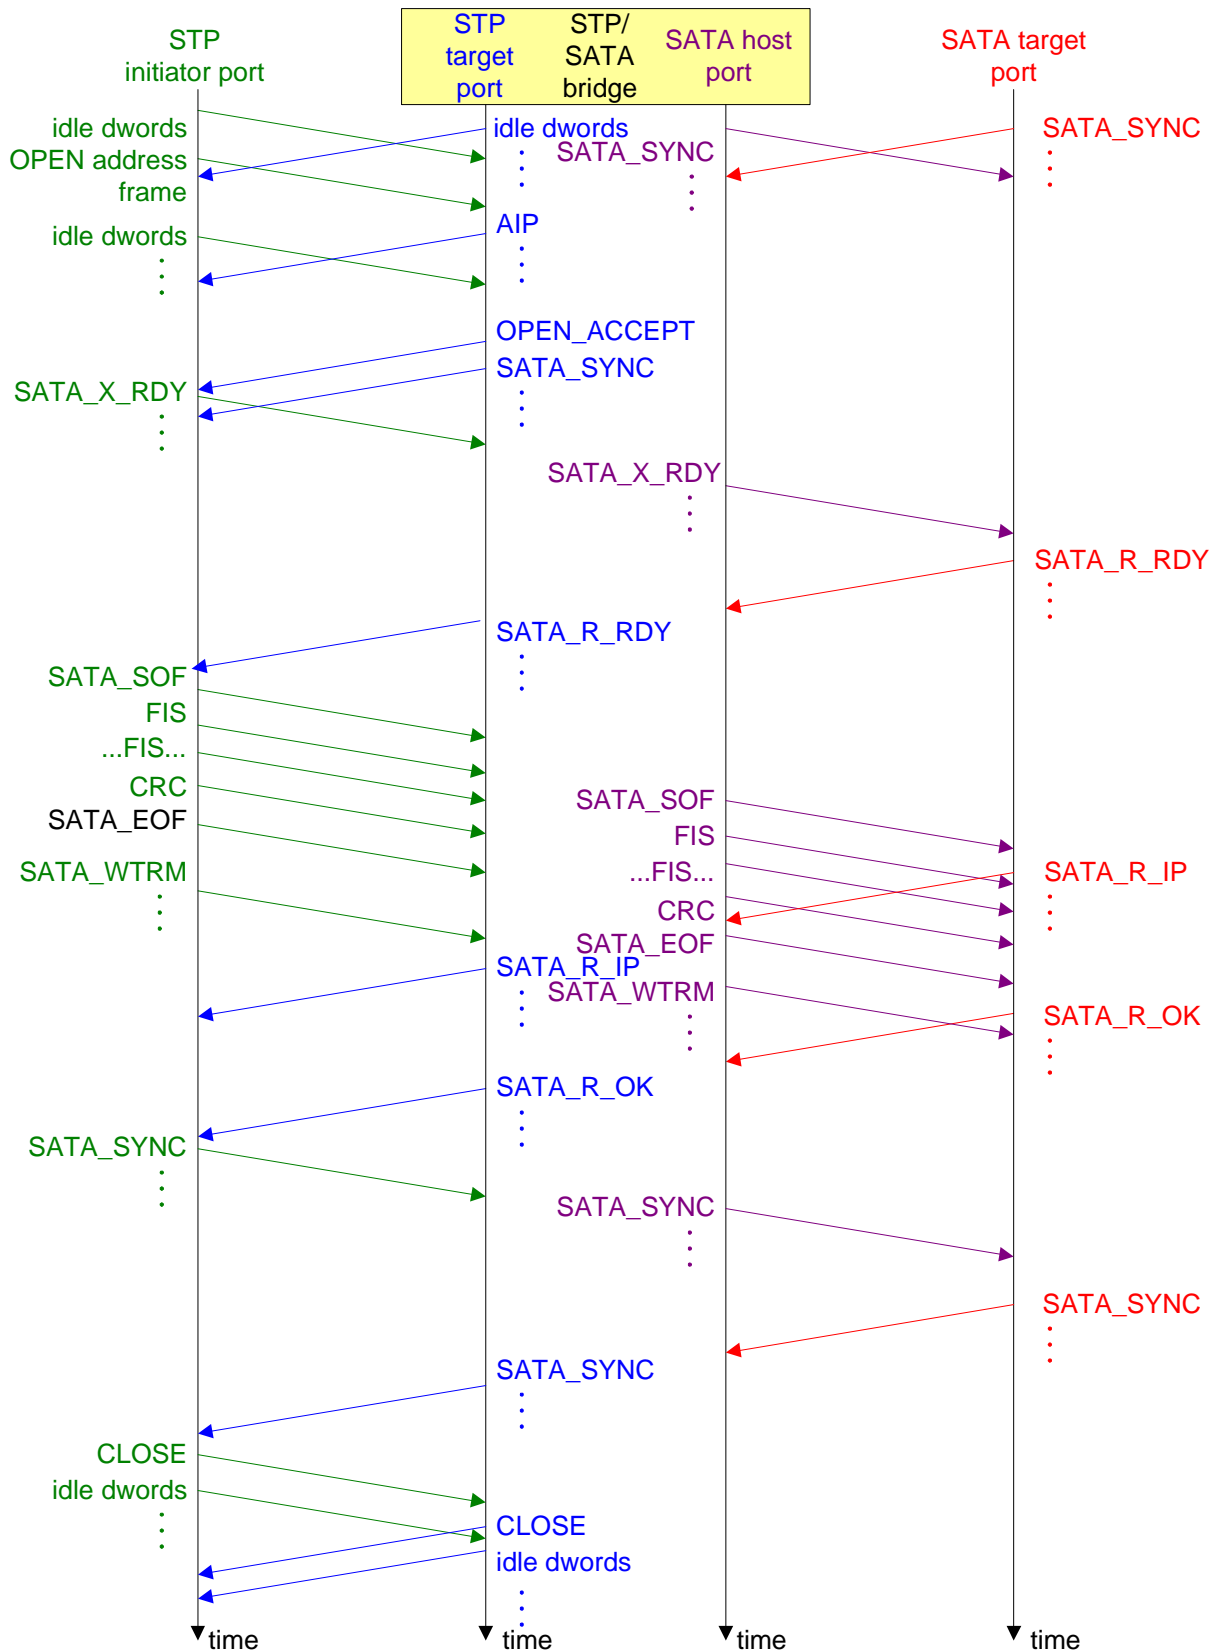 STP
initiator port
STP
target
port
STP/
SATA
bridge
SATA host
port
SATA target
port
idle dwords
OPEN address
frame
idle dwords
SATA_SYNC
SATA_SYNC
idle dwords
AIP
OPEN_ACCEPT
SATA_SYNC
SATA_X_RDY
SATA_X_RDY
SATA_R_RDY
SATA_R_RDY
SATA_SOF
FIS
...FIS...
CRC
SATA_EOF
SATA_WTRM
SATA_SOF
FIS
...FIS...
CRC
SATA_EOF
SATA_WTRM
SATA_R_IP
SATA_R_IP
SATA_R_OK
SATA_R_OK
SATA_SYNC
SATA_SYNC
SATA_SYNC
SATA_SYNC
CLOSE
idle dwords
CLOSE
idle dwords
time
time
time
time